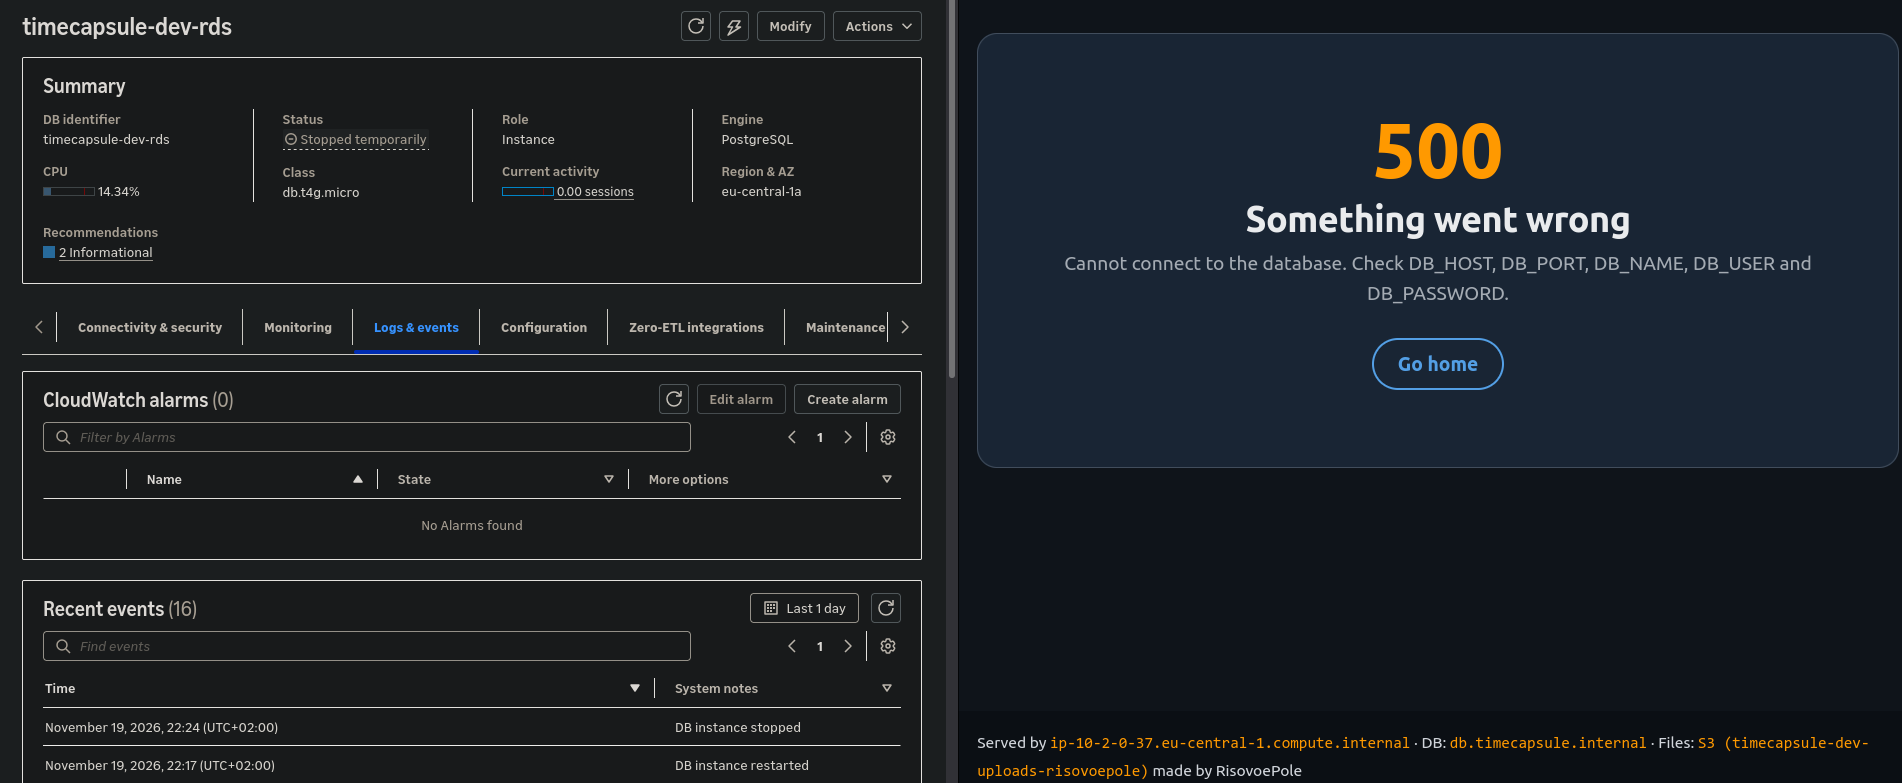 timecapsule-dev-rds
Modify
Actions
Summary
DB identifier
timecapsule-dev-rds
Status
Stopped temporarily
Role
Instance
Engine
PostgreSQL
CPU
14.34%
Class
db.t4g.micro
Current activity
0.00 sessions
Region & AZ
eu-central-1a
Recommendations
2 Informational
Connectivity & security
Monitoring
Logs & events
Configuration
Zero-ETL integrations
Maintenance
CloudWatch alarms (0)
Edit alarm
Create alarm
Filter by Alarms
1
Name
State
More options
No Alarms found
Recent events (16)
Last 1 day
Find events
1
Time
System notes
November 19, 2026, 22:24 (UTC+02:00)
DB instance stopped
November 19, 2026, 22:17 (UTC+02:00)
DB instance restarted
500
Something went wrong
Cannot connect to the database. Check DB_HOST, DB_PORT, DB_NAME, DB_USER and
DB_PASSWORD.
Go home
Served by ip-10-2-0-37.eu-central-1.compute.internal · DB: db.timecapsule.internal · Files: S3 (timecapsule-dev-
uploads-risovoepole) made by RisovoePole